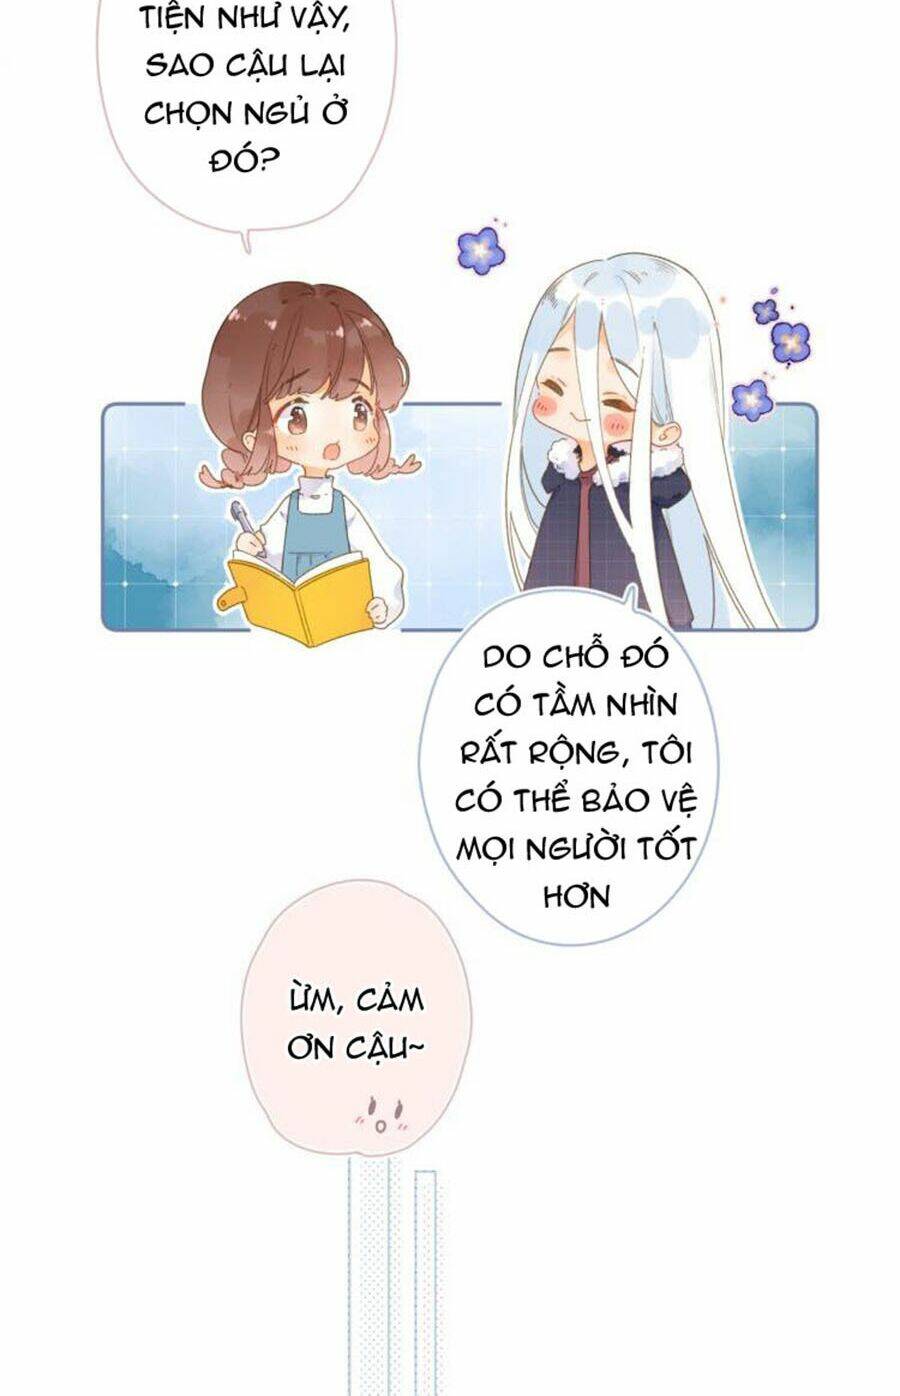 TIỆN NHƯ VẬY,
SAO CẬU LẠI
CHỌN NGỦ Ở
ĐÓ?
DO CHỖ ĐÓ
CÓ TẦM NHÌN
RẤT RỘNG, TÔI
CÓ THỂ BẢO VỆ
MỌI NGƯỜI TỐT
HƠN
ỪM, CẢM
ƠN CẬU~